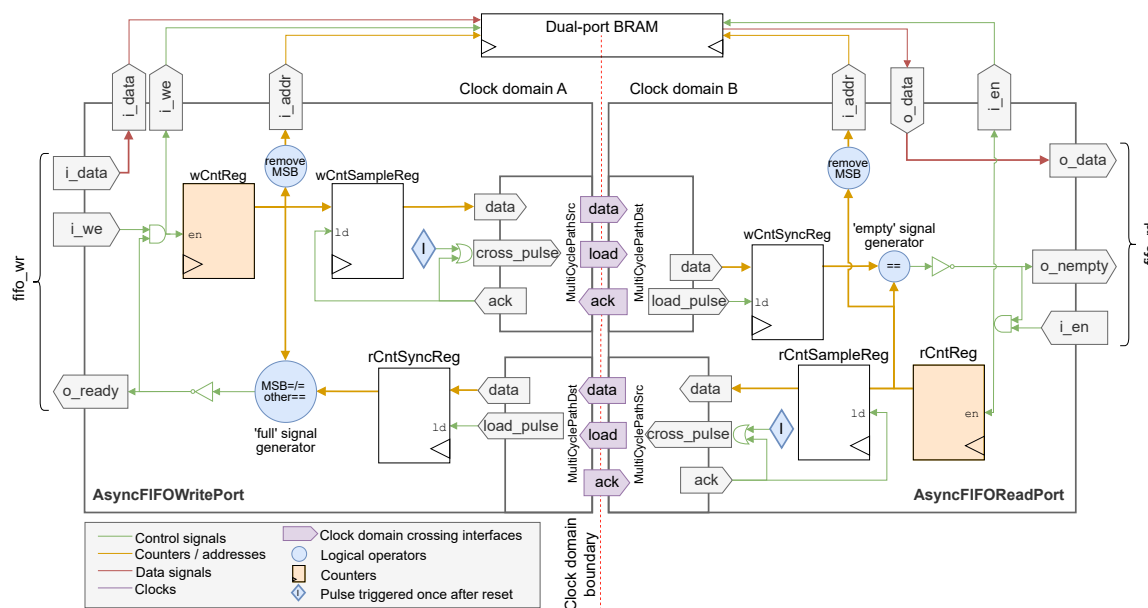 Dual-port BRAM
Clock domain A
Clock domain B
i_data
i_we
i_addr
i_addr
o_data
i_en
i_data
i_we
o_ready
fifo_wr
remove
MSB
wCntReg
en
wCntSampleReg
ld
I
data
cross_pulse
ack
MultiCyclePathSrc
data
load
ack
MultiCyclePathDst
data
load_pulse
wCntSyncReg
ld
remove
MSB
'empty' signal
generator
==
o_data
o_nempty
i_en
MSB=/=
other==
'full' signal
generator
rCntSyncReg
ld
data
load_pulse
MultiCyclePathDst
data
load
ack
MultiCyclePathSrc
data
cross_pulse
ack
I
rCntSampleReg
ld
rCntReg
en
AsyncFIFOWritePort
AsyncFIFOReadPort
Control signals
Counters / addresses
Data signals
Clocks
Clock domain crossing interfaces
Logical operators
Counters
I
Pulse triggered once after reset
Clock domain
boundary